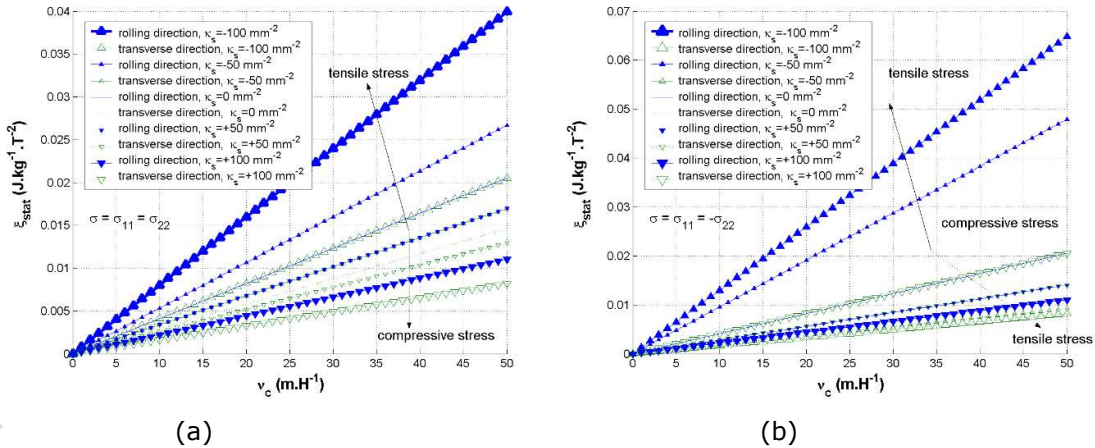 0.04
0.035
0.03
0.025
0.02
0.015
0.01
0.005
0
ξstat (J.kg-1.T-2)
rolling direction, κs=-100 mm-2
transverse direction, κs=-100 mm-2
rolling direction, κs=-50 mm-2
transverse direction, κs=-50 mm-2
rolling direction, κs=0 mm-2
transverse direction, κs=0 mm-2
rolling direction, κs=+50 mm-2
transverse direction, κs=+50 mm-2
rolling direction, κs=+100 mm-2
transverse direction, κs=+100 mm-2
tensile stress
σ = σ11 = σ22
compressive stress
0 5 10 15 20 25 30 35 40 45 50
νc (m.H-1)
(a)
0.07
0.06
0.05
0.04
0.03
0.02
0.01
0
ξstat (J.kg-1.T-2)
rolling direction, κs=-100 mm-2
transverse direction, κs=-100 mm-2
rolling direction, κs=-50 mm-2
transverse direction, κs=-50 mm-2
rolling direction, κs=0 mm-2
transverse direction, κs=0 mm-2
rolling direction, κs=+50 mm-2
transverse direction, κs=+50 mm-2
rolling direction, κs=+100 mm-2
transverse direction, κs=+100 mm-2
tensile stress
σ = σ11 = -σ22
compressive stress
tensile stress
0 5 10 15 20 25 30 35 40 45 50
νc (m.H-1)
(b)